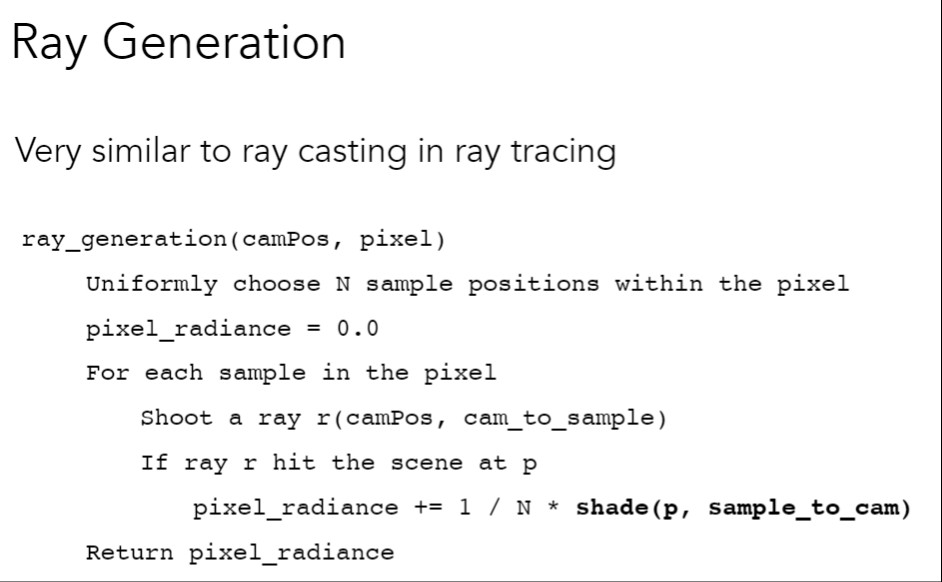 Ray Generation
Very similar to ray casting in ray tracing
ray_generation(camPos, pixel)
Uniformly choose N sample positions within the pixel
pixel_radiance = 0.0
For each sample in the pixel
Shoot a ray r(camPos, cam_to_sample)
If ray r hit the scene at p
pixel_radiance += 1 / N * shade(p, sample_to_cam)
Return pixel_radiance